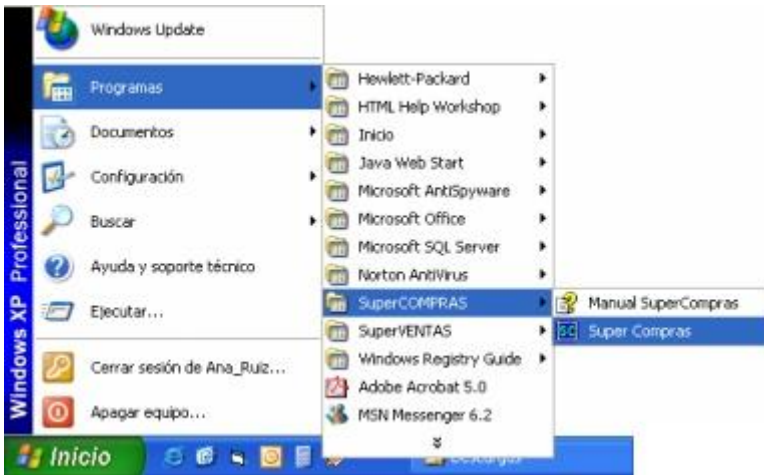 Windows Update
Programas
Documentos
Configuración
Buscar
Ayuda y soporte técnico
Ejecutar...
Cerrar sesión de Ana_Ruiz...
Apagar equipo...
Windows XP Professional
Hewlett-Packard
HTML Help Workshop
Inicio
Java Web Start
Microsoft AntiSpyware
Microsoft Office
Microsoft SQL Server
Norton AntiVirus
SuperCOMPRAS
SuperVENTAS
Windows Registry Guide
Adobe Acrobat 5.0
MSN Messenger 6.2
Manual SuperCompras
SC Super Compras
Inicio